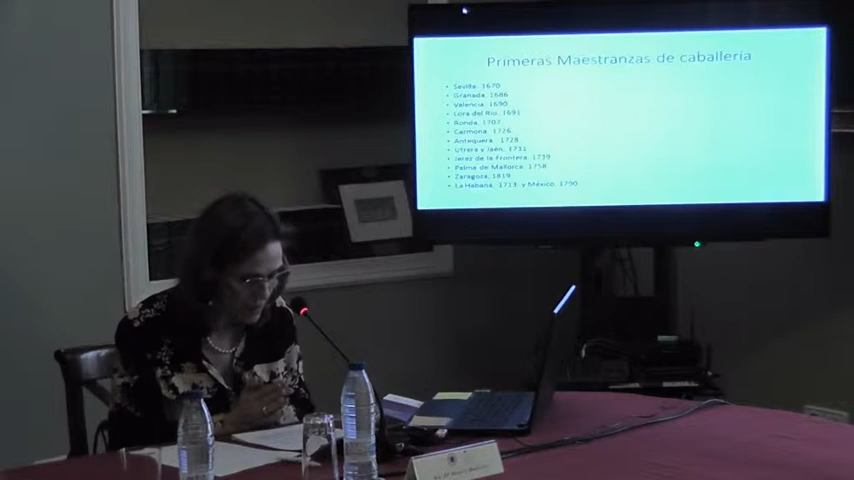 Primeras Maestranzas de caballería
• Sevilla, 1670
• Granada, 1686
• Valencia, 1690
• Lora del Río, 1691
• Ronda, 1707
• Carmona, 1726
• Antequera, 1728
• Utrera y Jaén, 1731
• Jerez de la Frontera, 1739
• Palma de Mallorca, 1758
• Zaragoza, 1819
• La Habana, 1713 y México, 1790